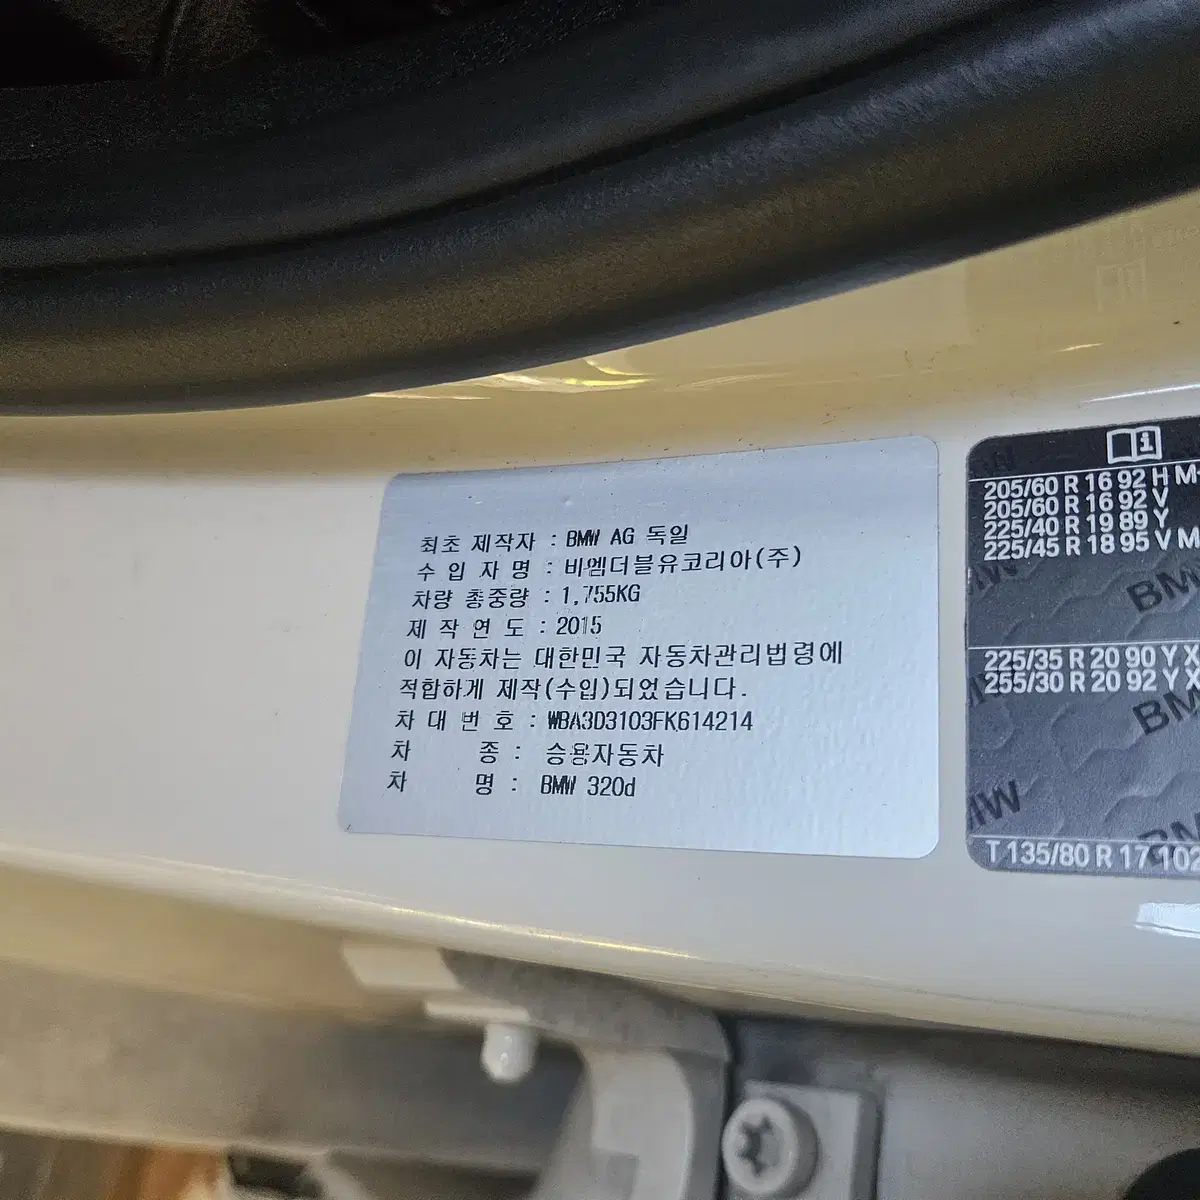 최초 제작자 : BMW AG 독일
수 입 자 명 : 비엠더블유코리아(주)
차량 총중량 : 1,755KG
제 작 연 도 : 2015
이 자동차는 대한민국 자동차관리법령에
적합하게 제작(수입)되었습니다.
차 대 번 호 : WBA3D3103FK614214
차 종 : 승용자동차
차 명 : BMW 320d
205/60 R 16 92 H M+
205/60 R 16 92 V
225/40 R 19 89 Y
225/45 R 18 95 V M
BMW
225/35 R 20 90 Y X
255/30 R 20 92 Y X
BMW
T 135/80 R 17 102